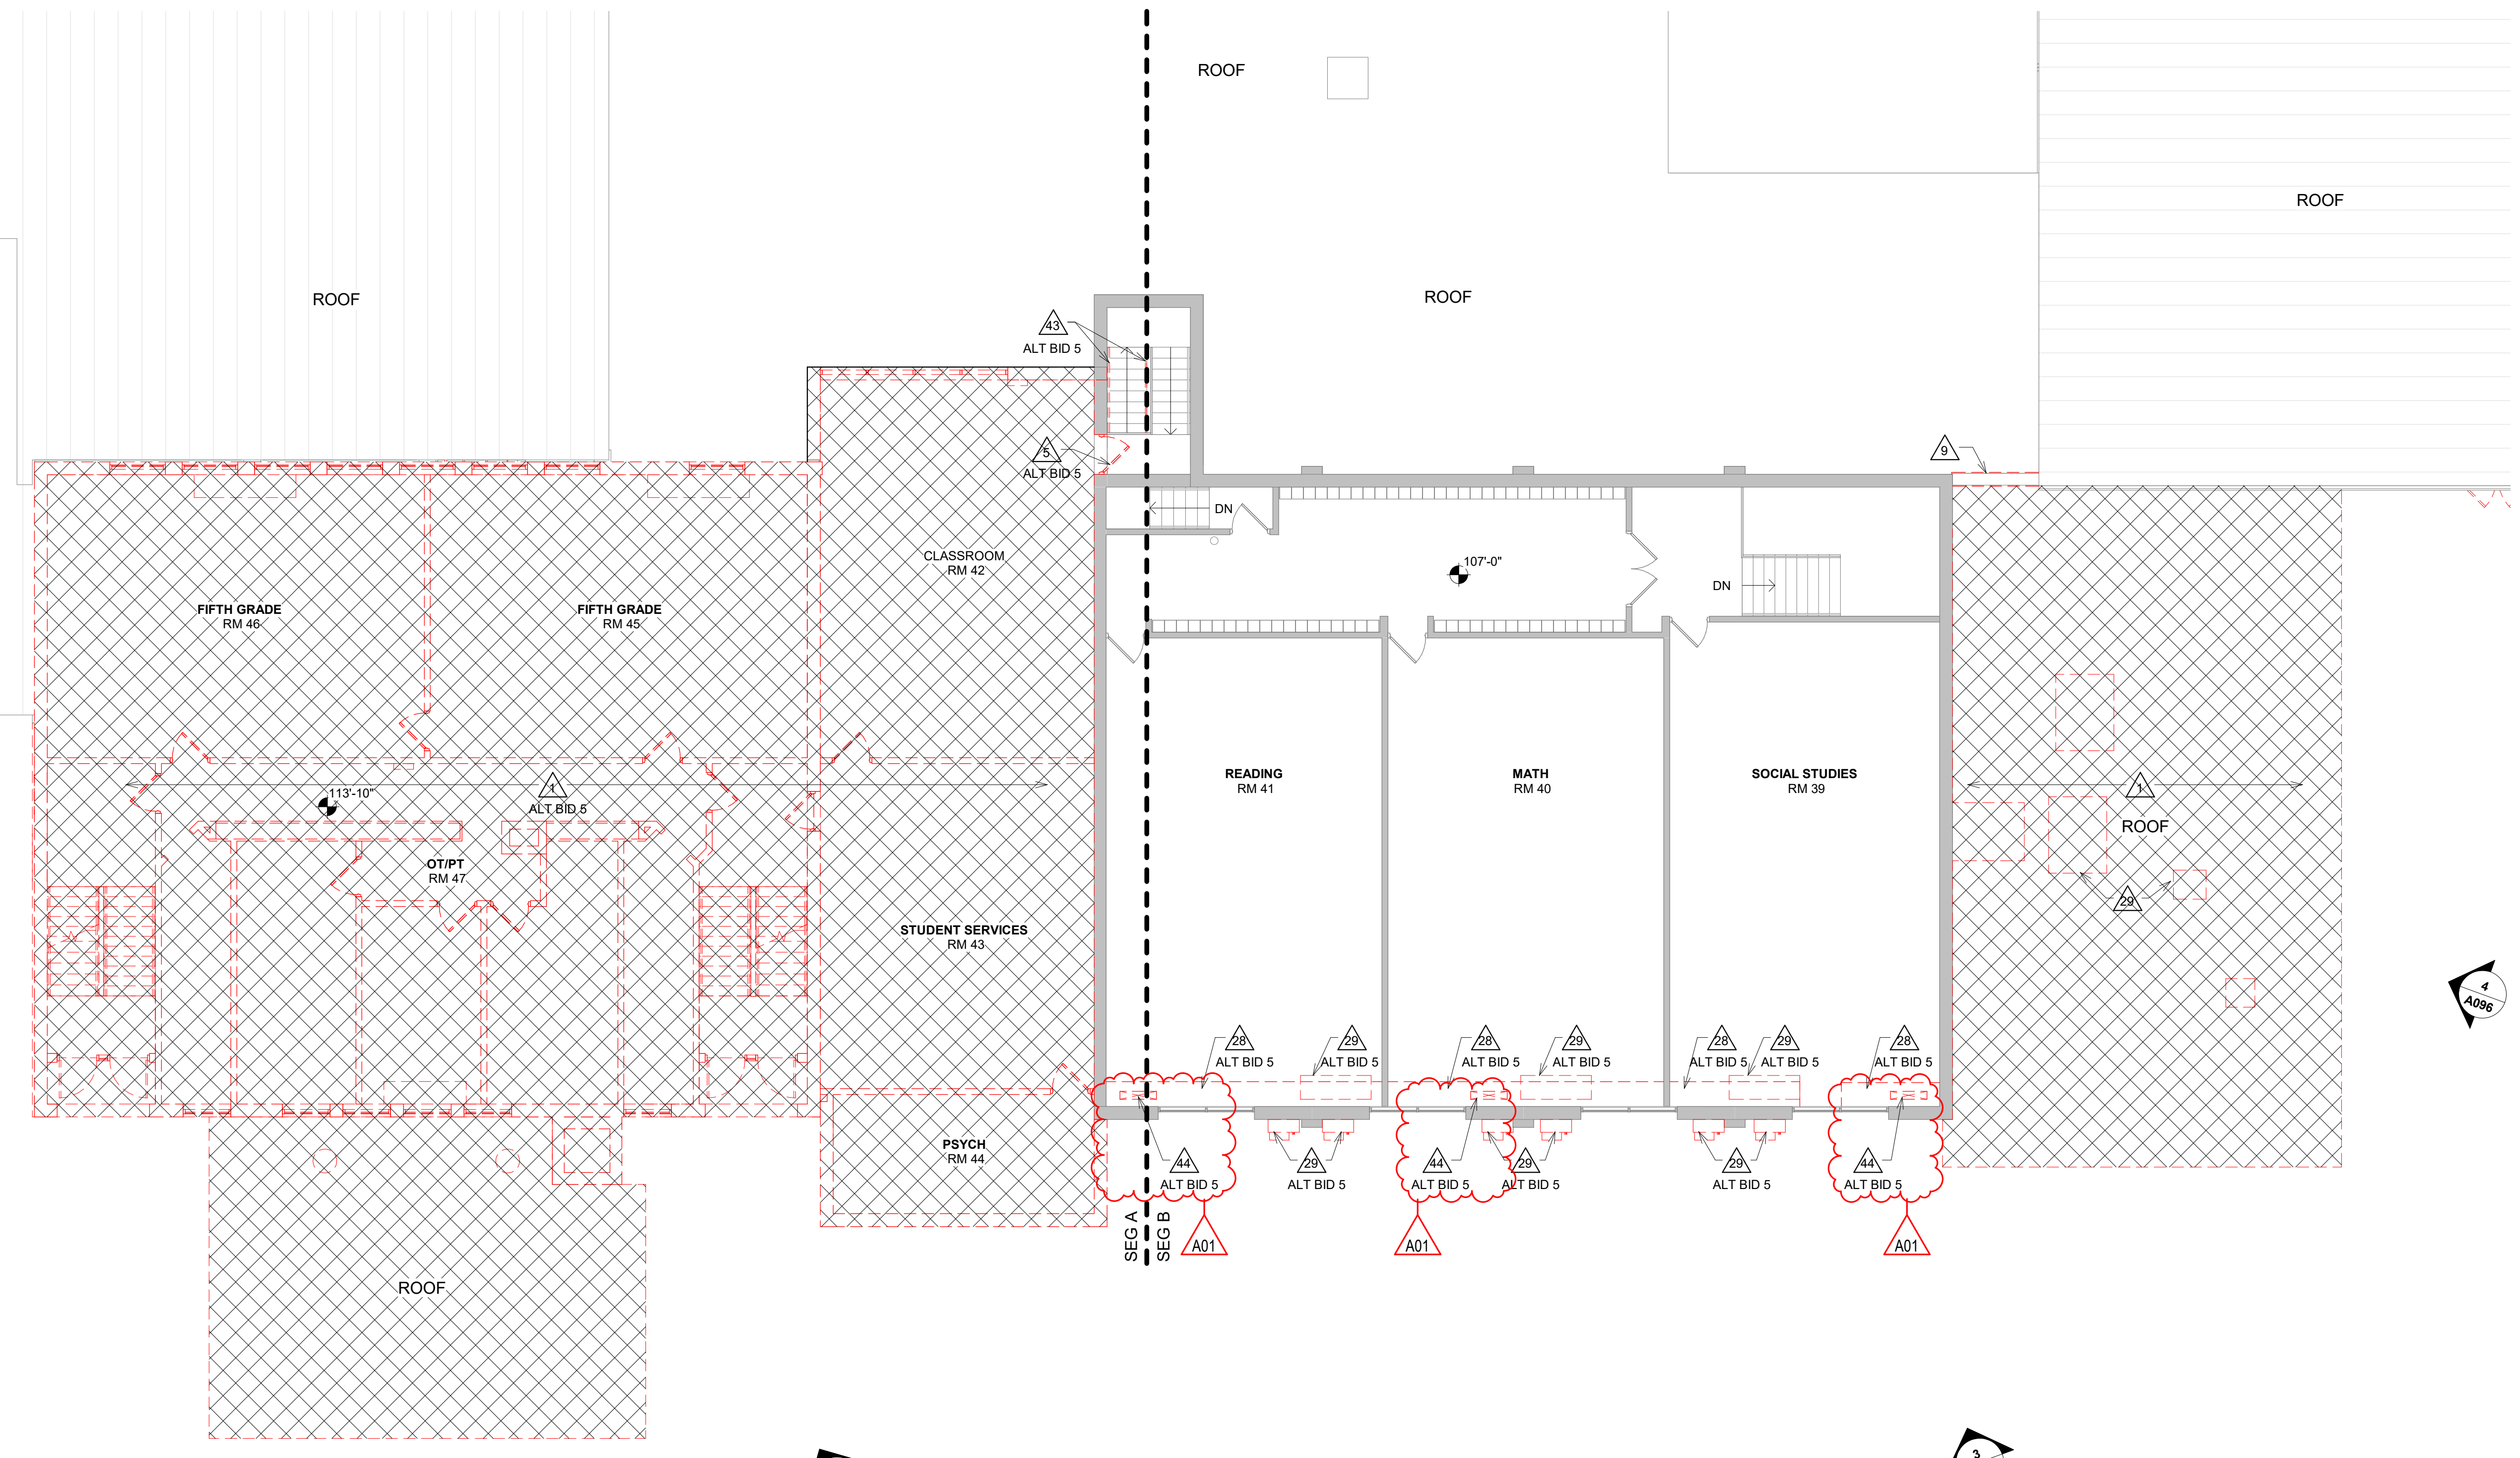 ROOF
ROOF
ROOF
ROOF
43
ALT BID 5
5
ALT BID 5
9
DN
107'-0"
DN
CLASSROOM
RM 42
FIFTH GRADE
RM 46
FIFTH GRADE
RM 45
READING
RM 41
MATH
RM 40
SOCIAL STUDIES
RM 39
113'-10"
1
ALT BID 5
1
ROOF
OT/PT
RM 47
29
STUDENT SERVICES
RM 43
4
A096
28
ALT BID 5
29
ALT BID 5
28
ALT BID 5
29
ALT BID 5
28
ALT BID 5
29
ALT BID 5
28
ALT BID 5
PSYCH
RM 44
44
ALT BID 5
29
ALT BID 5
44
ALT BID 5
29
ALT BID 5
29
ALT BID 5
44
ALT BID 5
SEG A
SEG B
A01
A01
A01
ROOF
3